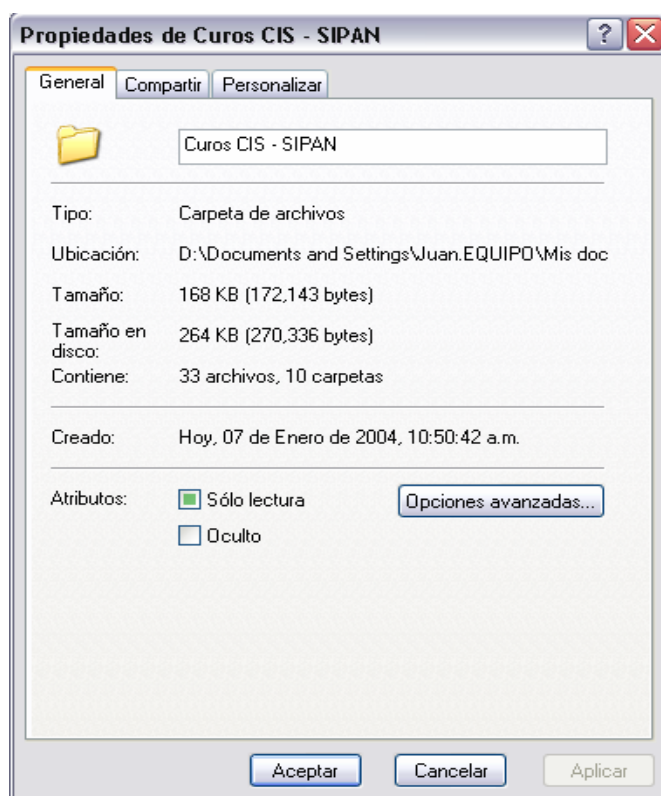 Propiedades de Curos CIS - SIPAN
General Compartir Personalizar
Curos CIS - SIPAN
Tipo: Carpeta de archivos
Ubicación: D:\Documents and Settings\Juan.EQUIPO\Mis doc
Tamaño: 168 KB (172,143 bytes)
Tamaño en disco: 264 KB (270,336 bytes)
Contiene: 33 archivos, 10 carpetas
Creado: Hoy, 07 de Enero de 2004, 10:50:42 a.m.
Atributos: Sólo lectura Opciones avanzadas...
Oculto
Aceptar Cancelar Aplicar